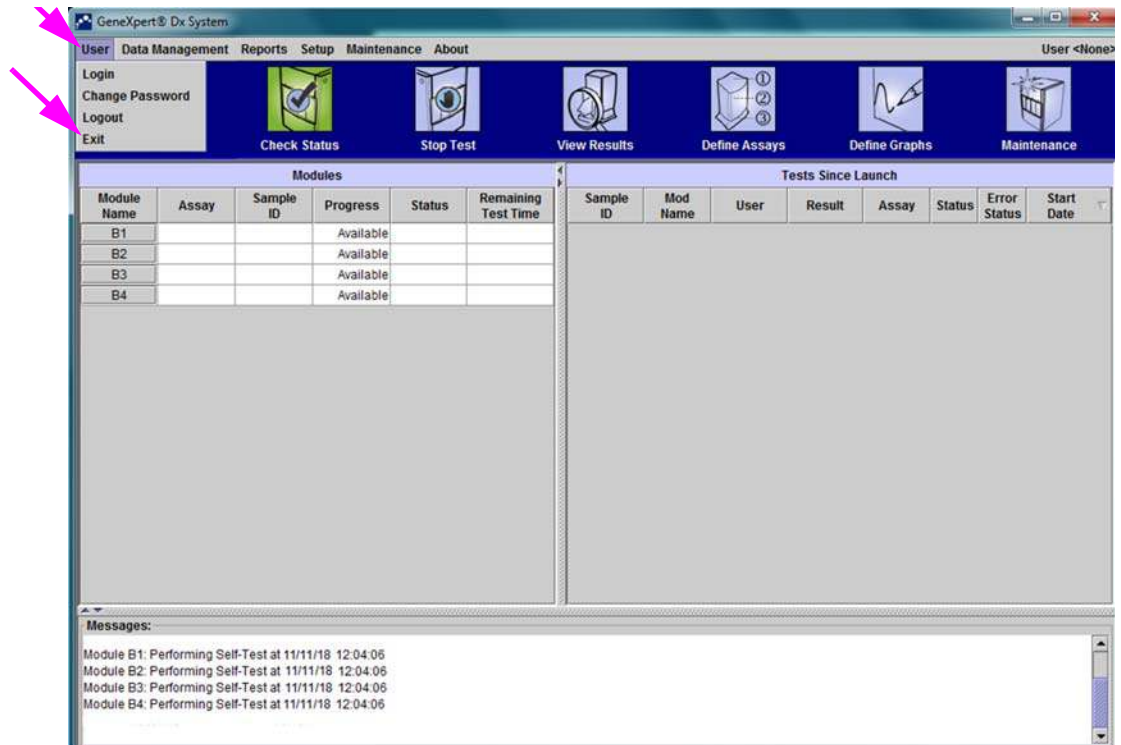 GeneXpert® Dx System
User Data Management Reports Setup Maintenance About User <None>
Login
Change Password
Logout
Exit
Check Status Stop Test View Results Define Assays Define Graphs Maintenance
Modules
Module Name Assay Sample ID Progress Status Remaining Test Time
B1 Available
B2 Available
B3 Available
B4 Available
Tests Since Launch
Sample ID Mod Name User Result Assay Status Error Status Start Date
Messages:
Module B1: Performing Self-Test at 11/11/18 12:04:06
Module B2: Performing Self-Test at 11/11/18 12:04:06
Module B3: Performing Self-Test at 11/11/18 12:04:06
Module B4: Performing Self-Test at 11/11/18 12:04:06